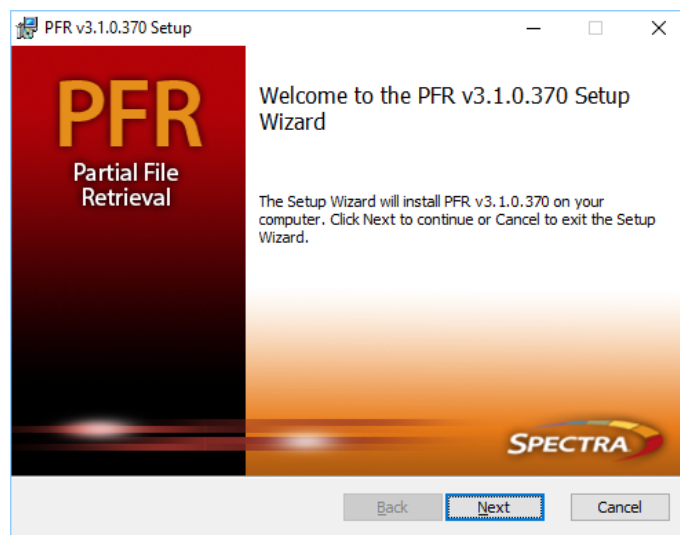 PFR v3.1.0.370 Setup
PFR
Partial File
Retrieval
Welcome to the PFR v3.1.0.370 Setup
Wizard
The Setup Wizard will install PFR v3.1.0.370 on your
computer. Click Next to continue or Cancel to exit the Setup
Wizard.
SPECTRA
Back
Next
Cancel